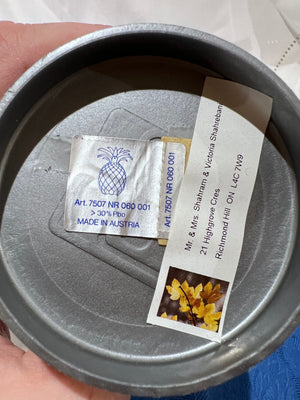 Art. 7507 NR 060 001
> 30% Pbo
MADE IN AUSTRIA
Art. 7507 NR 060 001
Mr. & Mrs. Shahram & Victoria Shahreban
21 Highgrove Cres
Richmond Hill ON L4C 7W9